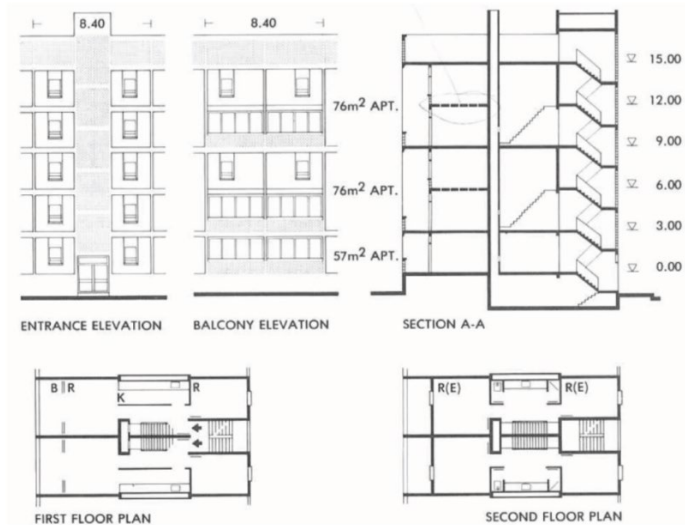 8.40
8.40
76m² APT.
76m² APT.
57m² APT.
15.00
12.00
9.00
6.00
3.00
0.00
ENTRANCE ELEVATION
BALCONY ELEVATION
SECTION A-A
B R
K
R
R(E)
R(E)
FIRST FLOOR PLAN
SECOND FLOOR PLAN